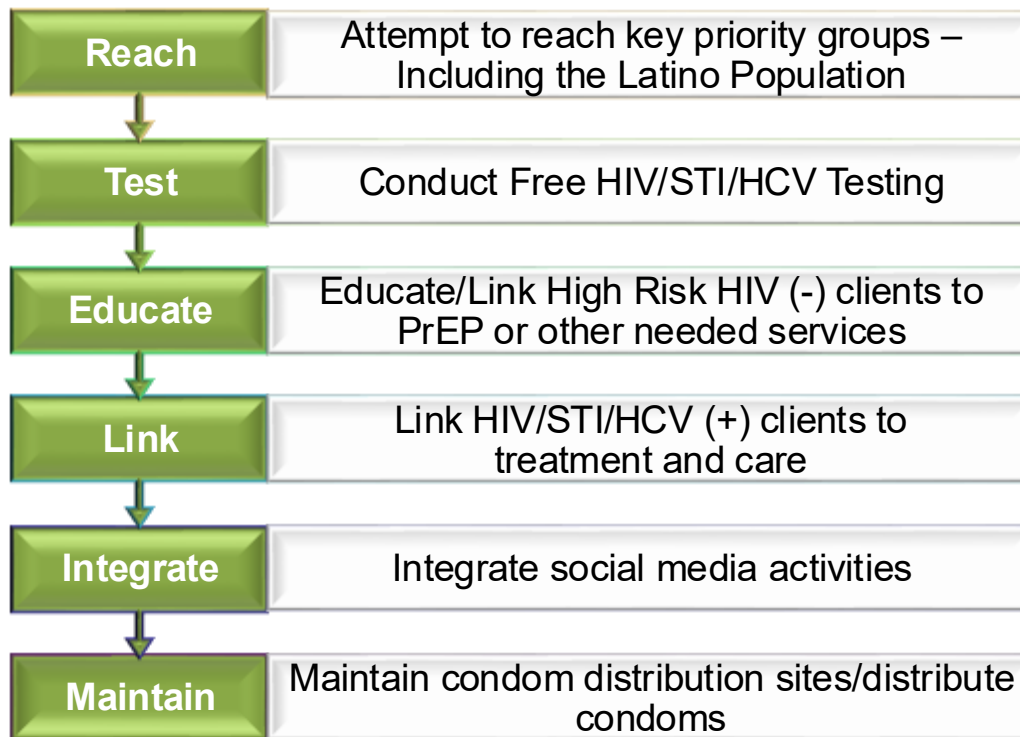 Reach
Attempt to reach key priority groups –
Including the Latino Population
Test
Conduct Free HIV/STI/HCV Testing
Educate
Educate/Link High Risk HIV (-) clients to
PrEP or other needed services
Link
Link HIV/STI/HCV (+) clients to
treatment and care
Integrate
Integrate social media activities
Maintain
Maintain condom distribution sites/distribute
condoms